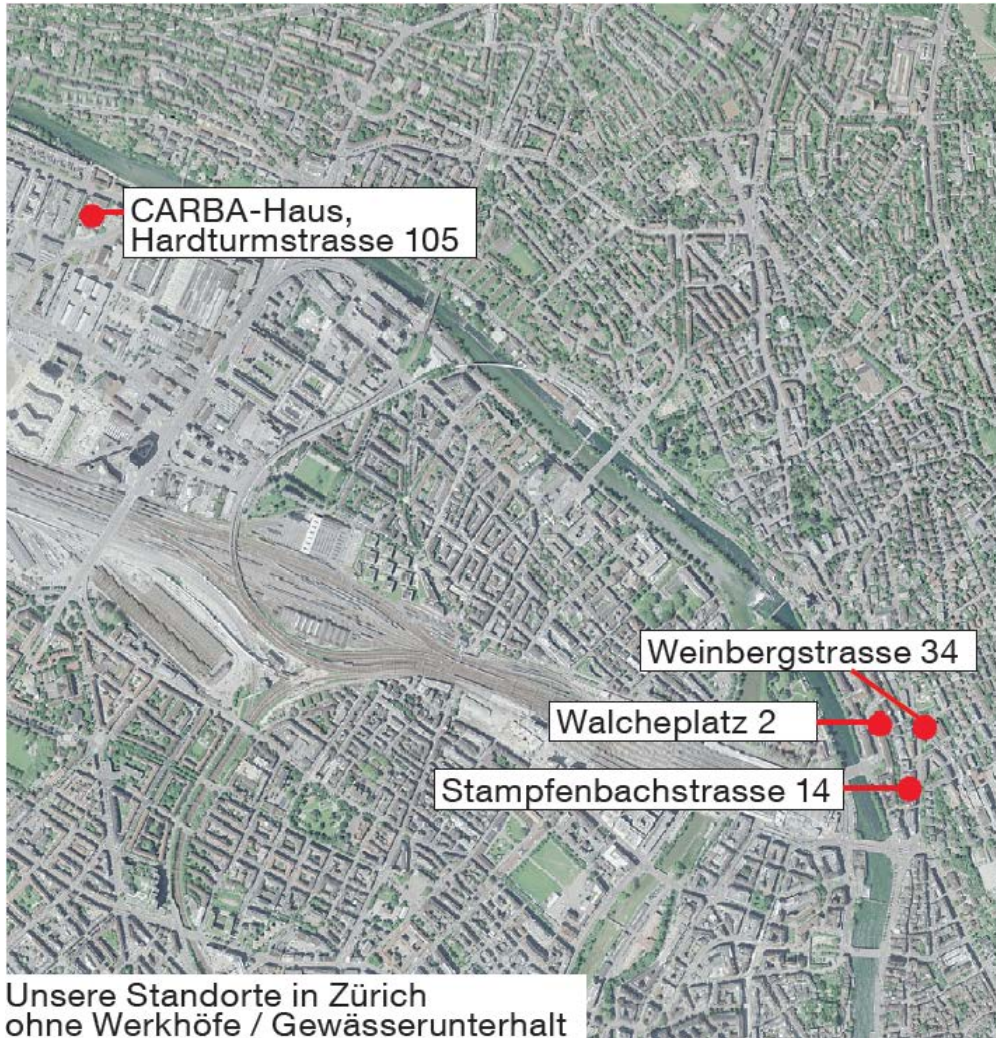 CARBA-Haus,
Hardturmstrasse 105
Weinbergstrasse 34
Walcheplatz 2
Stampfenbachstrasse 14
Unsere Standorte in Zürich
ohne Werkhöfe / Gewässerunterhalt